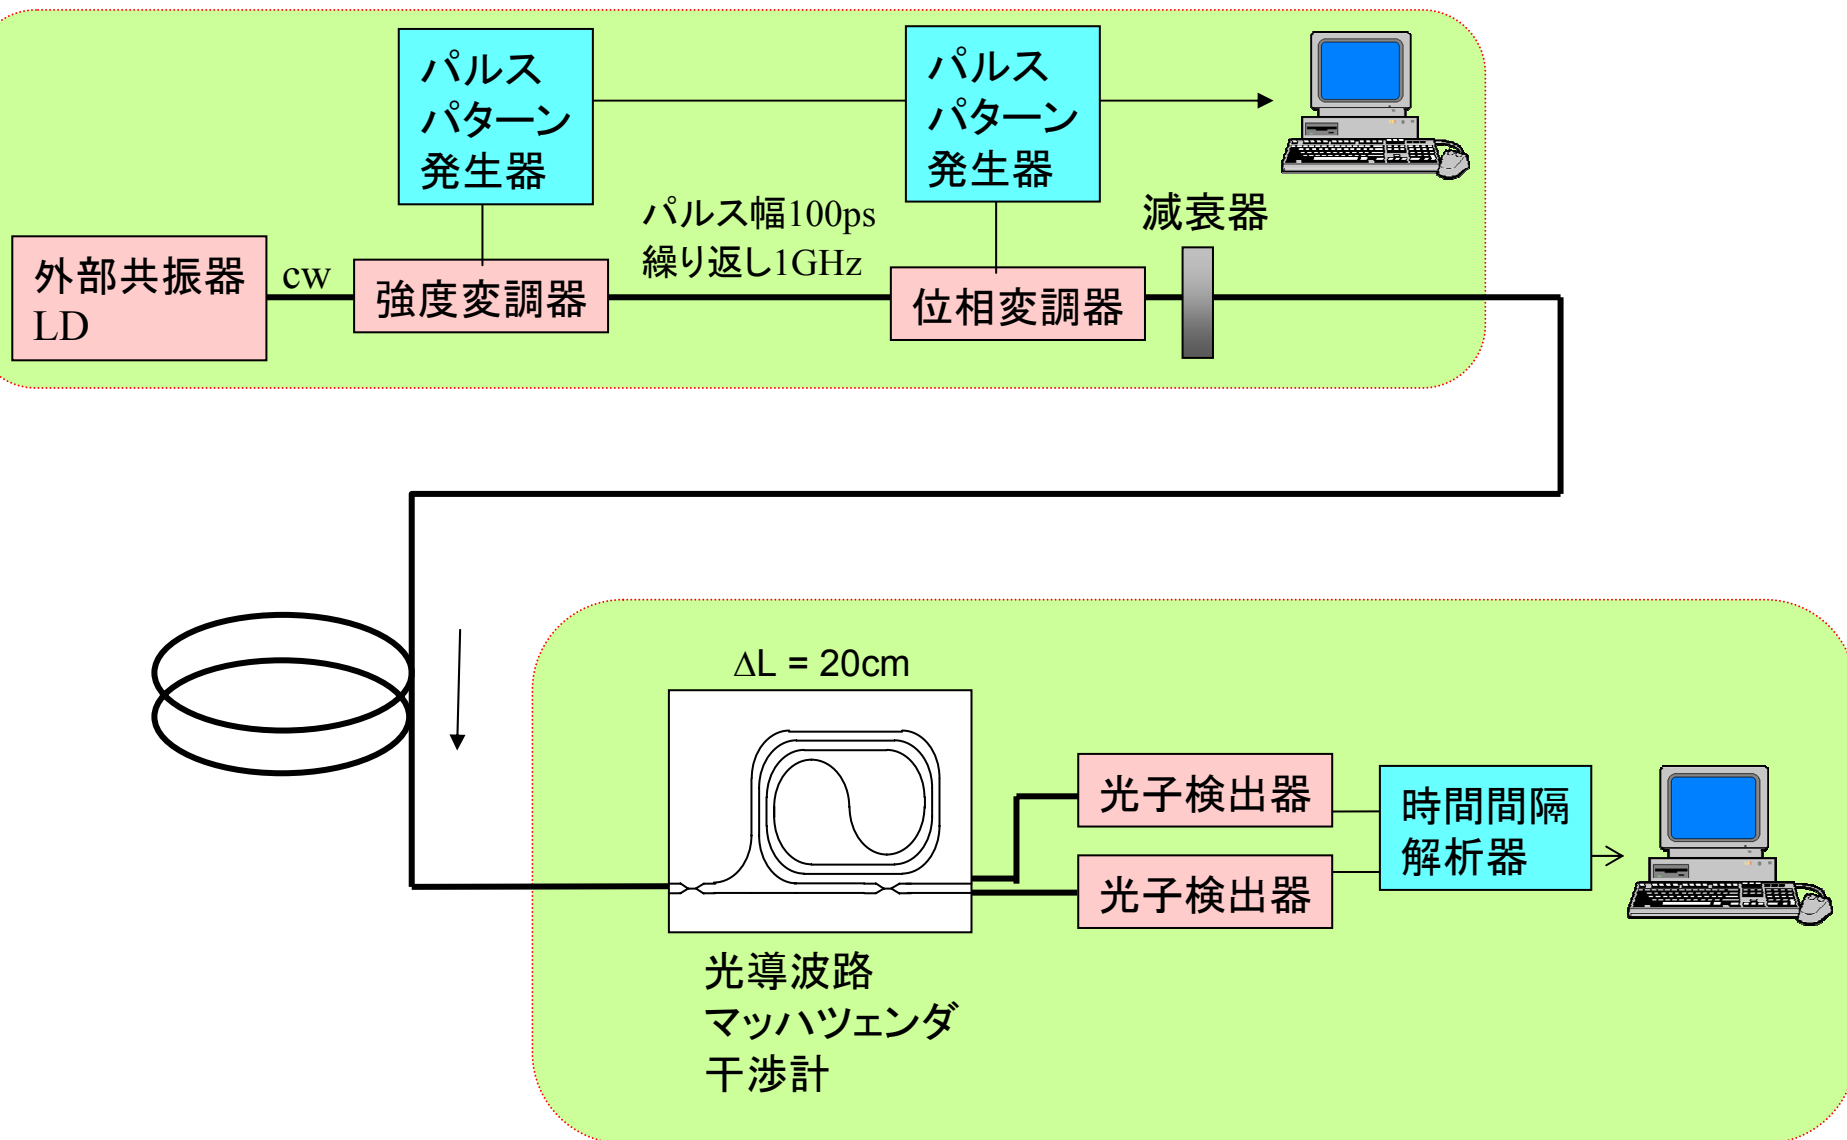 パルス
パターン
発生器
パルス
パターン
発生器
パルス幅100ps
繰り返し1GHz
減衰器
外部共振器
LD
cw
強度変調器
位相変調器
ΔL = 20cm
光子検出器
光子検出器
時間間隔
解析器
光導波路
マッハツェンダ
干渉計